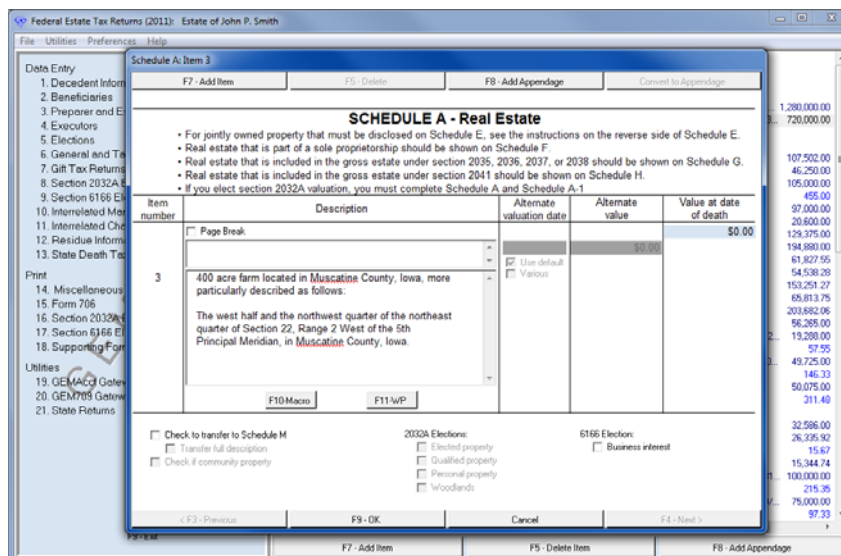 Federal Estate Tax Returns (2011): Estate of John P. Smith
File Utilities Preferences Help
Data Entry
1. Decedent Inform
2. Beneficiaries
3. Preparer and E
4. Executors
5. Elections
6. General and Ta
7. Gift Tax Returns
8. Section 2032A E
9. Section 6166 El
10. Interrelated Mar
11. Interrelated Cha
12. Residue Inform
13. State Death Ta
Print
14. Miscellaneous
15. Form 706
16. Section 2032A
17. Section 6166 El
18. Supporting For
Utilities
19. GEMAcct Gatew
20. GEM709 Gatew
21. State Returns
F9 - Exit
Schedule A: Item 3
F7 - Add Item F5 - Delete F8 - Add Appendage Convert to Appendage
SCHEDULE A - Real Estate
• For jointly owned property that must be disclosed on Schedule E, see the instructions on the reverse side of Schedule E.
• Real estate that is part of a sole proprietorship should be shown on Schedule F.
• Real estate that is included in the gross estate under section 2035, 2036, 2037, or 2038 should be shown on Schedule G.
• Real estate that is included in the gross estate under section 2041 should be shown on Schedule H.
• If you elect section 2032A valuation, you must complete Schedule A and Schedule A-1
Item number Description Alternate valuation date Alternate value Value at date of death
Page Break $0.00
$0.00
Use default
Various
3
400 acre farm located in Muscatine County, Iowa, more
particularly described as follows:
The west half and the northwest quarter of the northeast
quarter of Section 22, Range 2 West of the 5th
Principal Meridian, in Muscatine County, Iowa.
F10-Macro F11-WP
Check to transfer to Schedule M
Transfer full description
Check if community property
2032A Elections:
Elected property
Qualified property
Personal property
Woodlands
6166 Election:
Business interest
< F3 - Previous F9 - OK Cancel F4 - Next >
1,280,000.00
720,000.00
107,502.00
46,250.00
105,000.00
455.00
97,000.00
20,600.00
129,375.00
194,880.00
61,827.55
54,538.28
153,251.27
65,813.75
203,682.06
56,265.00
19,288.00
57.55
49,725.00
146.33
50,075.00
311.48
32,586.00
26,335.92
15.67
15,344.74
100,000.00
215.35
75,000.00
97.33
F7 - Add Item F5 - Delete Item F8 - Add Appendage